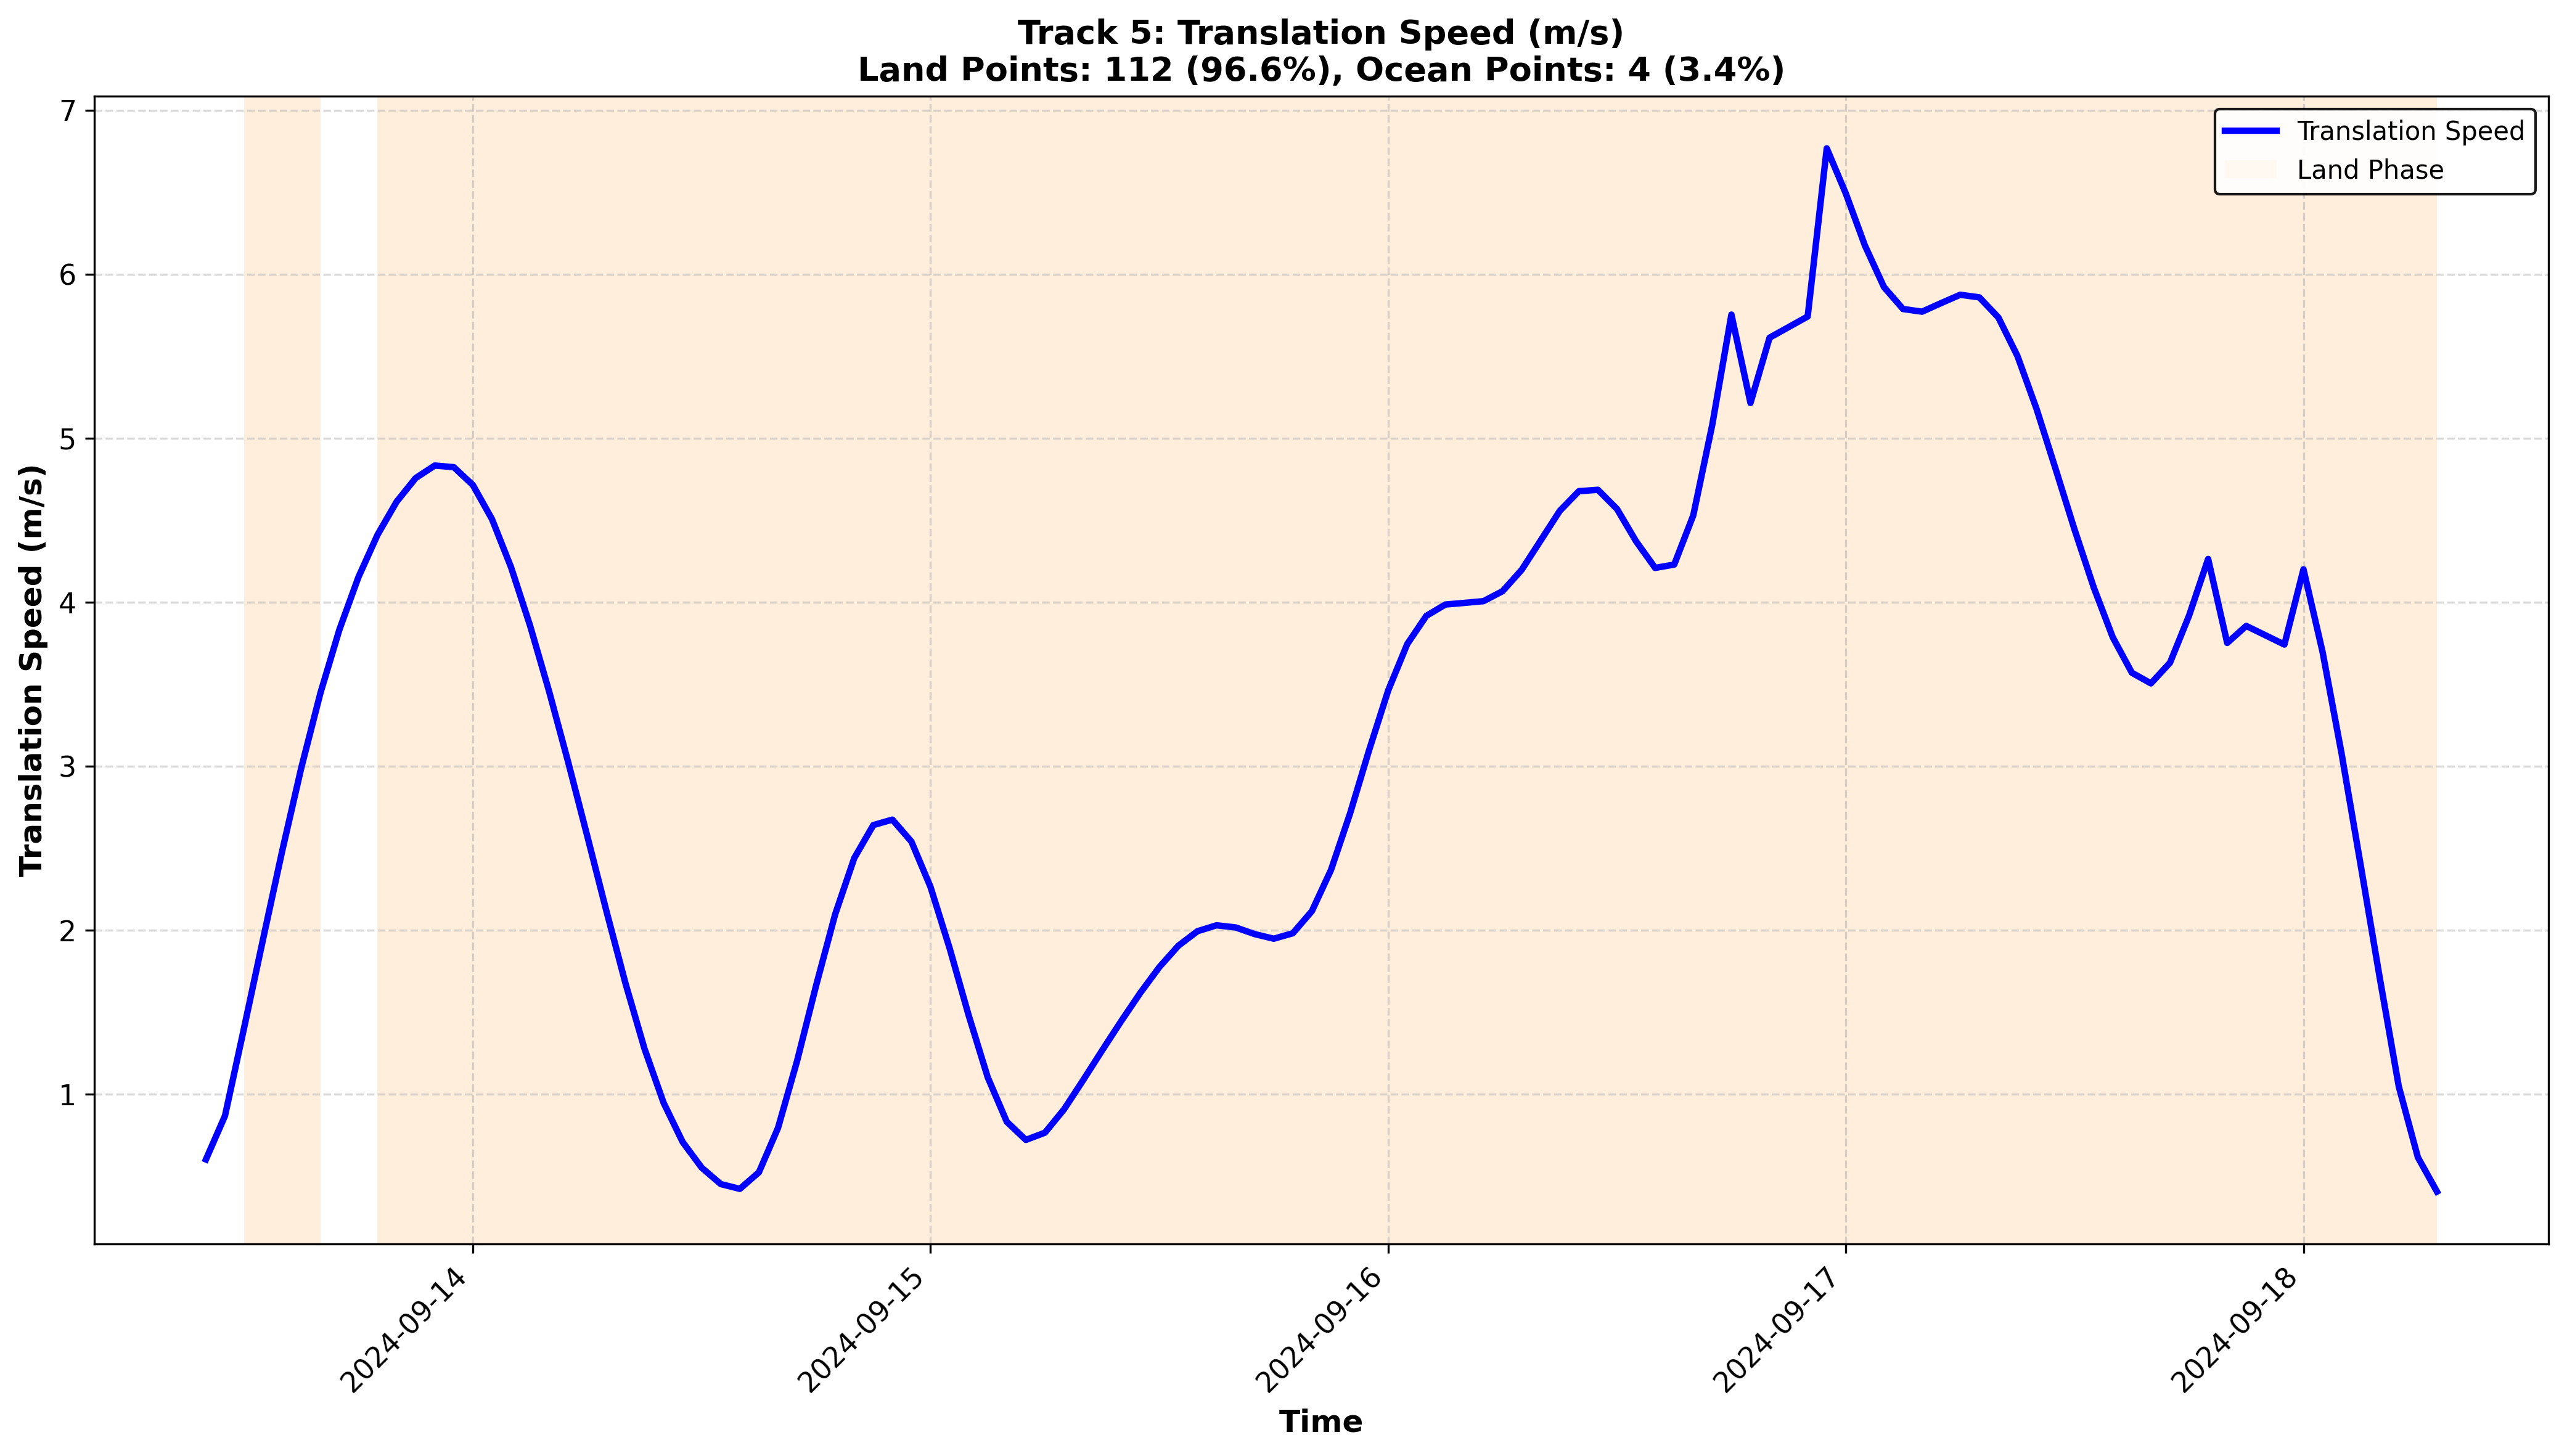 Track 5: Translation Speed (m/s)
Land Points: 112 (96.6%), Ocean Points: 4 (3.4%)
Translation Speed
Land Phase
Translation Speed (m/s)
7
6
5
4
3
2
1
2024-09-14
2024-09-15
2024-09-16
2024-09-17
2024-09-18
Time